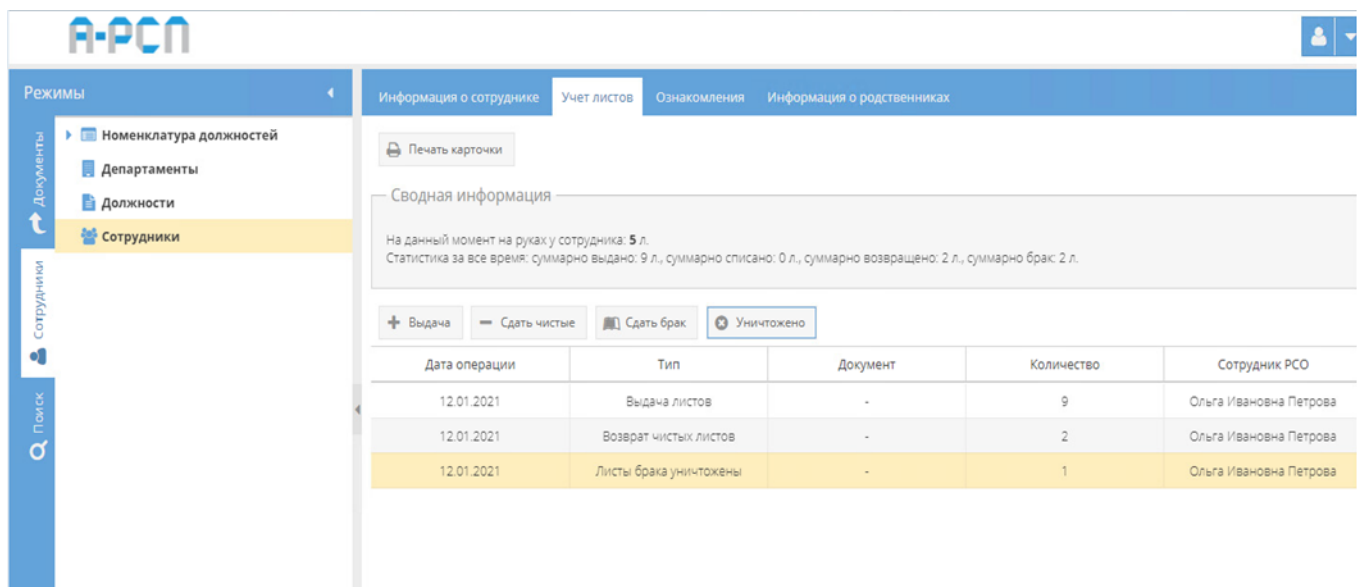 А-РСП
Режимы
Документы
Сотрудники
Поиск
Номенклатура должностей
Департаменты
Должности
Сотрудники
Информация о сотруднике Учет листов Ознакомления Информация о родственниках
Печать карточки
Сводная информация
На данный момент на руках у сотрудника: 5 л.
Статистика за все время: суммарно выдано: 9 л., суммарно списано: 0 л., суммарно возвращено: 2 л., суммарно брак: 2 л.
Выдача Сдать чистые Сдать брак Уничтожено
Дата операции Тип Документ Количество Сотрудник РСО
12.01.2021 Выдача листов - 9 Ольга Ивановна Петрова
12.01.2021 Возврат чистых листов - 2 Ольга Ивановна Петрова
12.01.2021 Листы брака уничтожены - 1 Ольга Ивановна Петрова